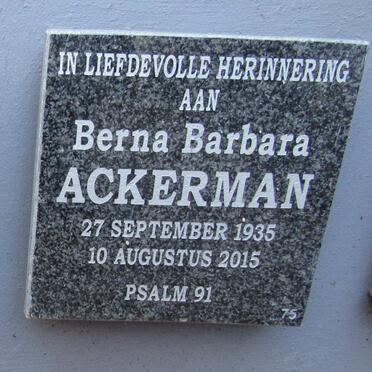 IN LIEFDEVOLLE HERINNERING
AAN
Berna Barbara
ACKERMAN
27 SEPTEMBER 1935
10 AUGUSTUS 2015
PSALM 91
75